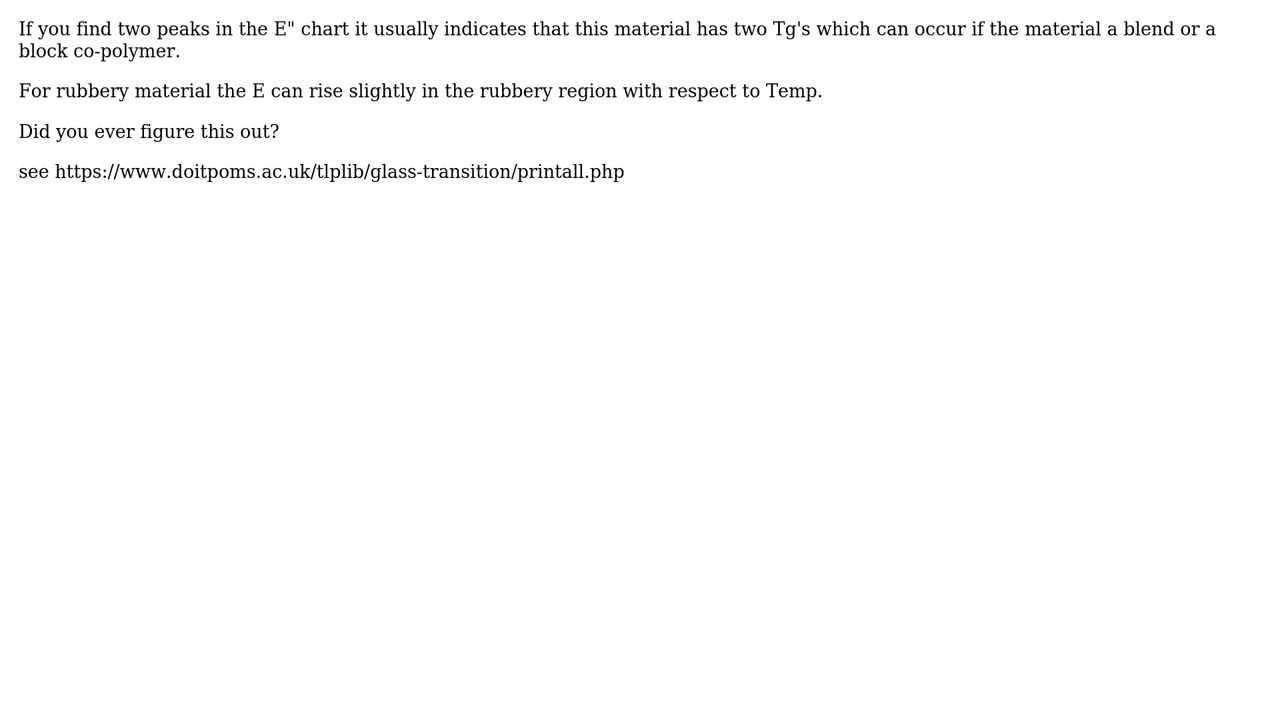 If you find two peaks in the E" chart it usually indicates that this material has two Tg's which can occur if the material a blend or a
block co-polymer.
For rubbery material the E can rise slightly in the rubbery region with respect to Temp.
Did you ever figure this out?
see https://www.doitpoms.ac.uk/tlplib/glass-transition/printall.php